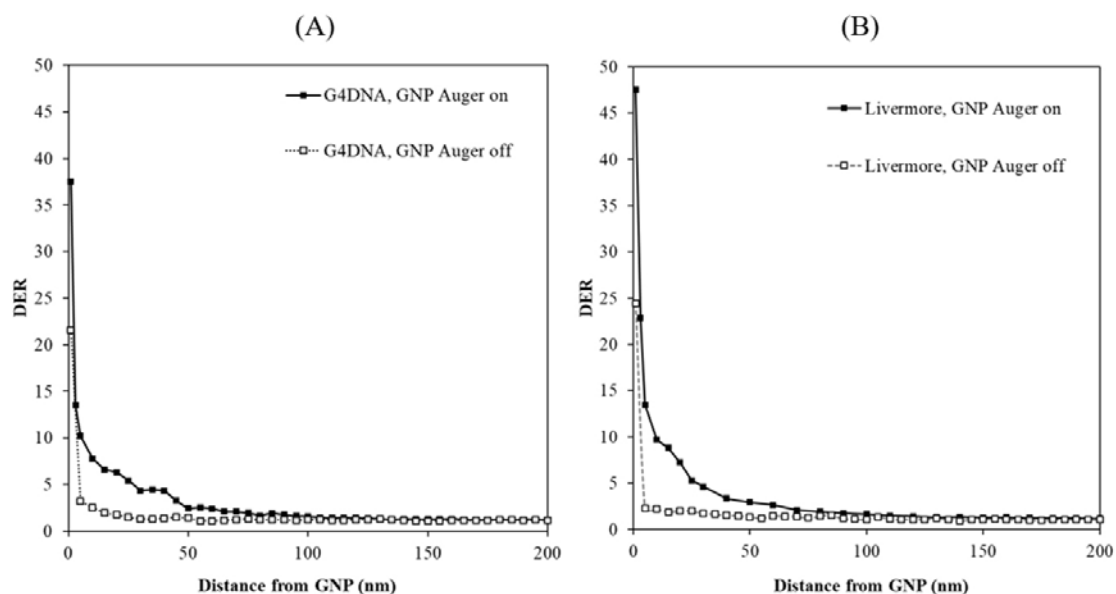 (A)
50
45
40
35
30
25
20
15
10
5
0
DER
G4DNA, GNP Auger on
G4DNA, GNP Auger off
0 50 100 150 200
Distance from GNP (nm)
(B)
50
45
40
35
30
25
20
15
10
5
0
DER
Livermore, GNP Auger on
Livermore, GNP Auger off
0 50 100 150 200
Distance from GNP (nm)